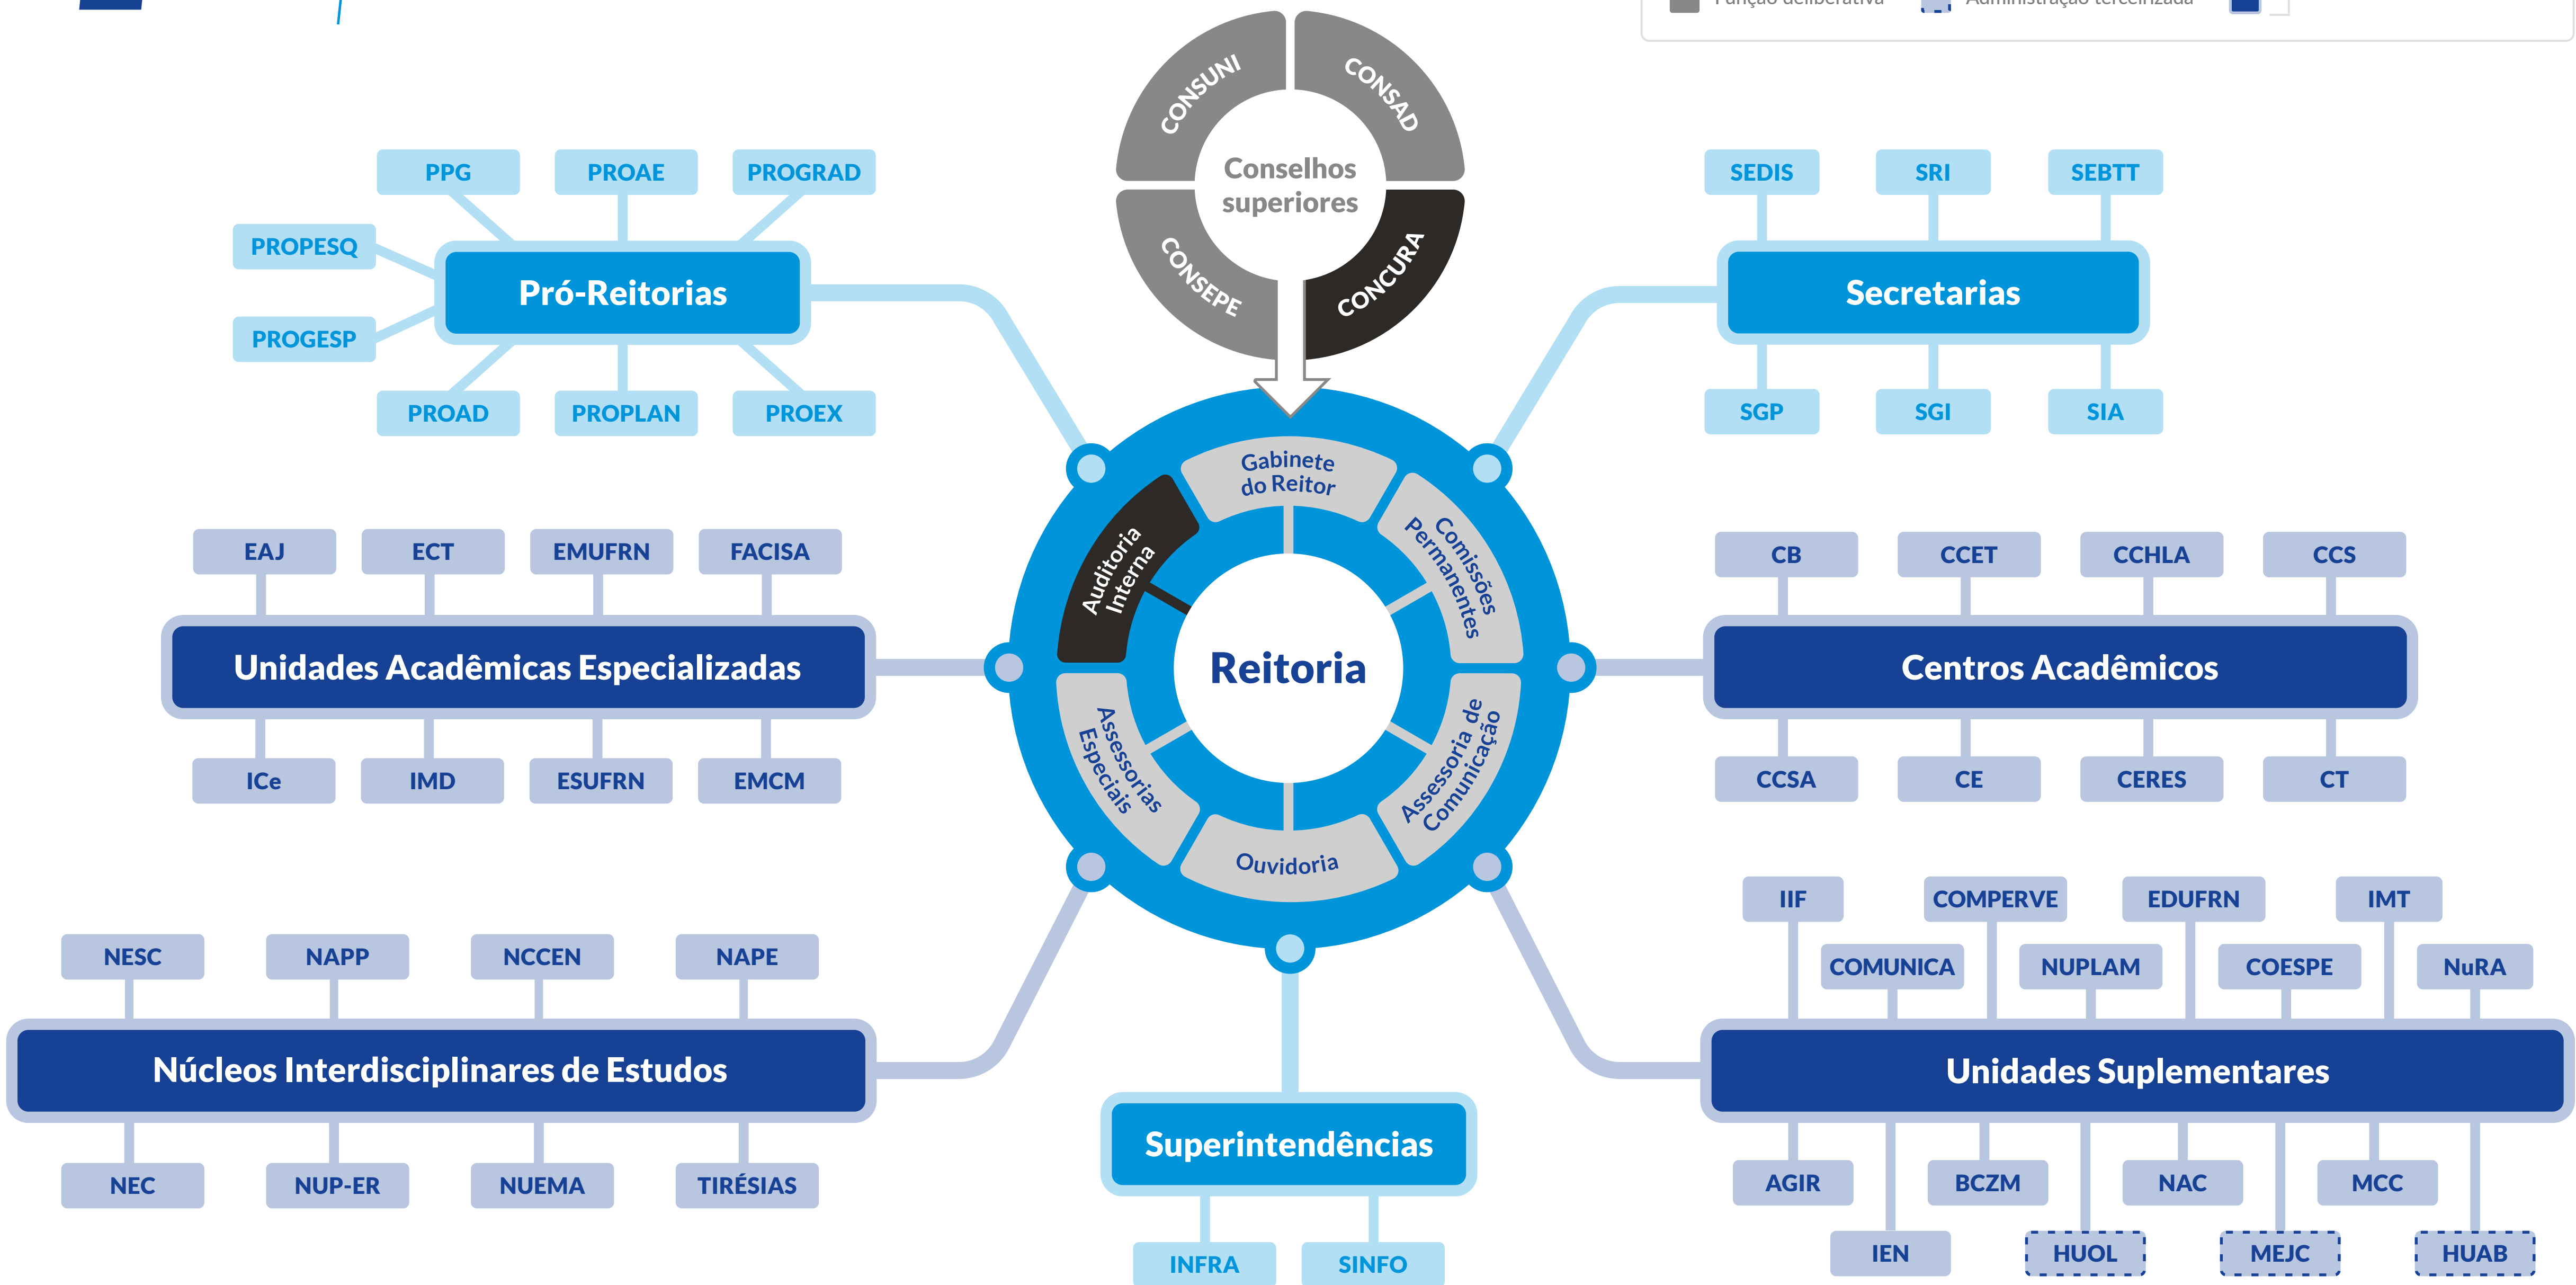 Função deliberativa
Administração terceirizada
CONSUNI
CONSAD
CONSEPE
CONCURA
Conselhos
superiores
PPG
PROAE
PROGRAD
PROPESQ
PROGESP
Pró-Reitorias
PROAD
PROPLAN
PROEX
SEDIS
SRI
SEBTT
Secretarias
SGP
SGI
SIA
Gabinete
do Reitor
Comissões
Permanentes
Assessoria de
Comunicação
Ouvidoria
Assessorias
Especiais
Auditoria
Interna
Reitoria
EAJ
ECT
EMUFRN
FACISA
Unidades Acadêmicas Especializadas
ICe
IMD
ESUFRN
EMCM
CB
CCET
CCHLA
CCS
Centros Acadêmicos
CCSA
CE
CERES
CT
NESC
NAPP
NCCEN
NAPE
Núcleos Interdisciplinares de Estudos
NEC
NUP-ER
NUEMA
TIRÉSIAS
Superintendências
INFRA
SINFO
IIF
COMPERVE
EDUFRN
IMT
COMUNICA
NUPLAM
COESPE
NuRA
Unidades Suplementares
AGIR
BCZM
NAC
MCC
IEN
HUOL
MEJC
HUAB